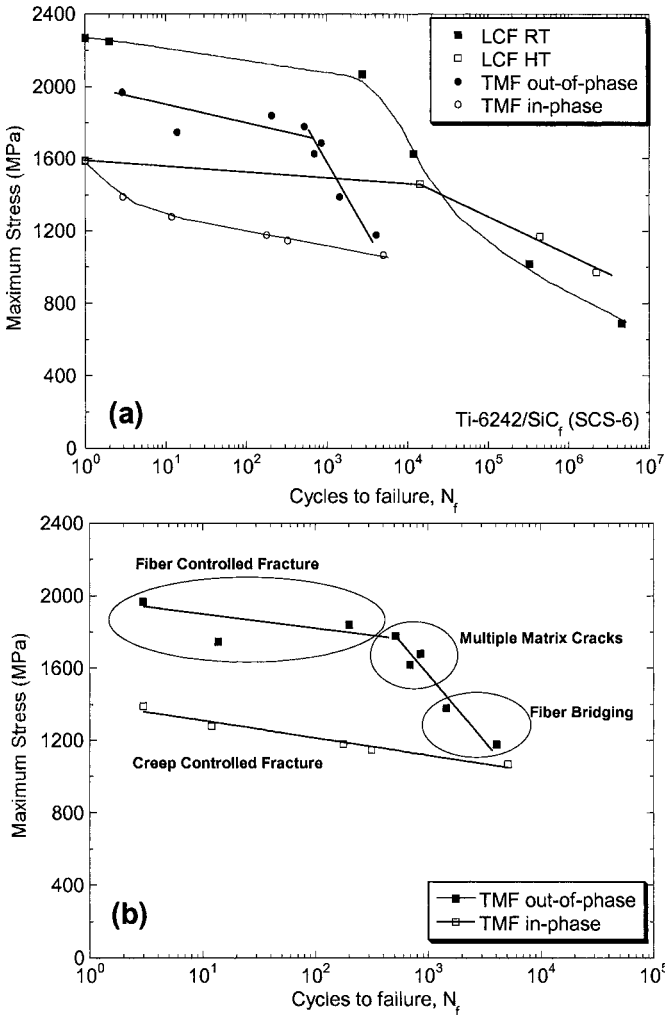 2400
2000
1600
1200
800
400
0
Maximum Stress (MPa)
LCF RT
LCF HT
TMF out-of-phase
TMF in-phase
(a)
Ti-6242/SiC_f (SCS-6)
10^0
10^1
10^2
10^3
10^4
10^5
10^6
10^7
Cycles to failure, N_f
2400
2000
1600
1200
800
400
0
Maximum Stress (MPa)
Fiber Controlled Fracture
Multiple Matrix Cracks
Fiber Bridging
Creep Controlled Fracture
(b)
TMF out-of-phase
TMF in-phase
10^0
10^1
10^2
10^3
10^4
10^5
Cycles to failure, N_f